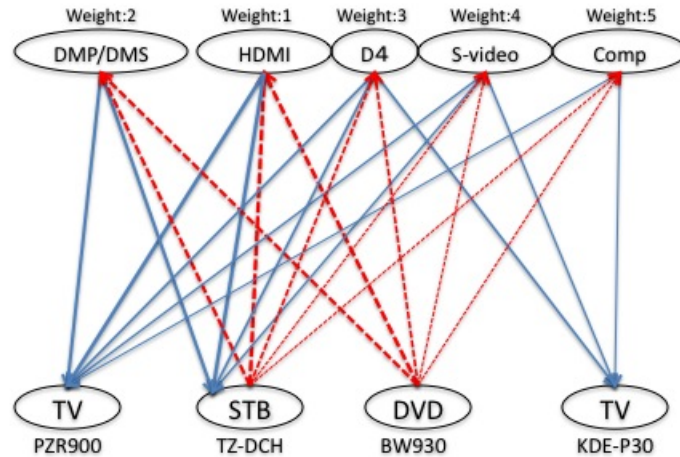 Weight:2 Weight:1 Weight:3 Weight:4 Weight:5
DMP/DMS HDMI D4 S-video Comp
TV STB DVD TV
PZR900 TZ-DCH BW930 KDE-P30